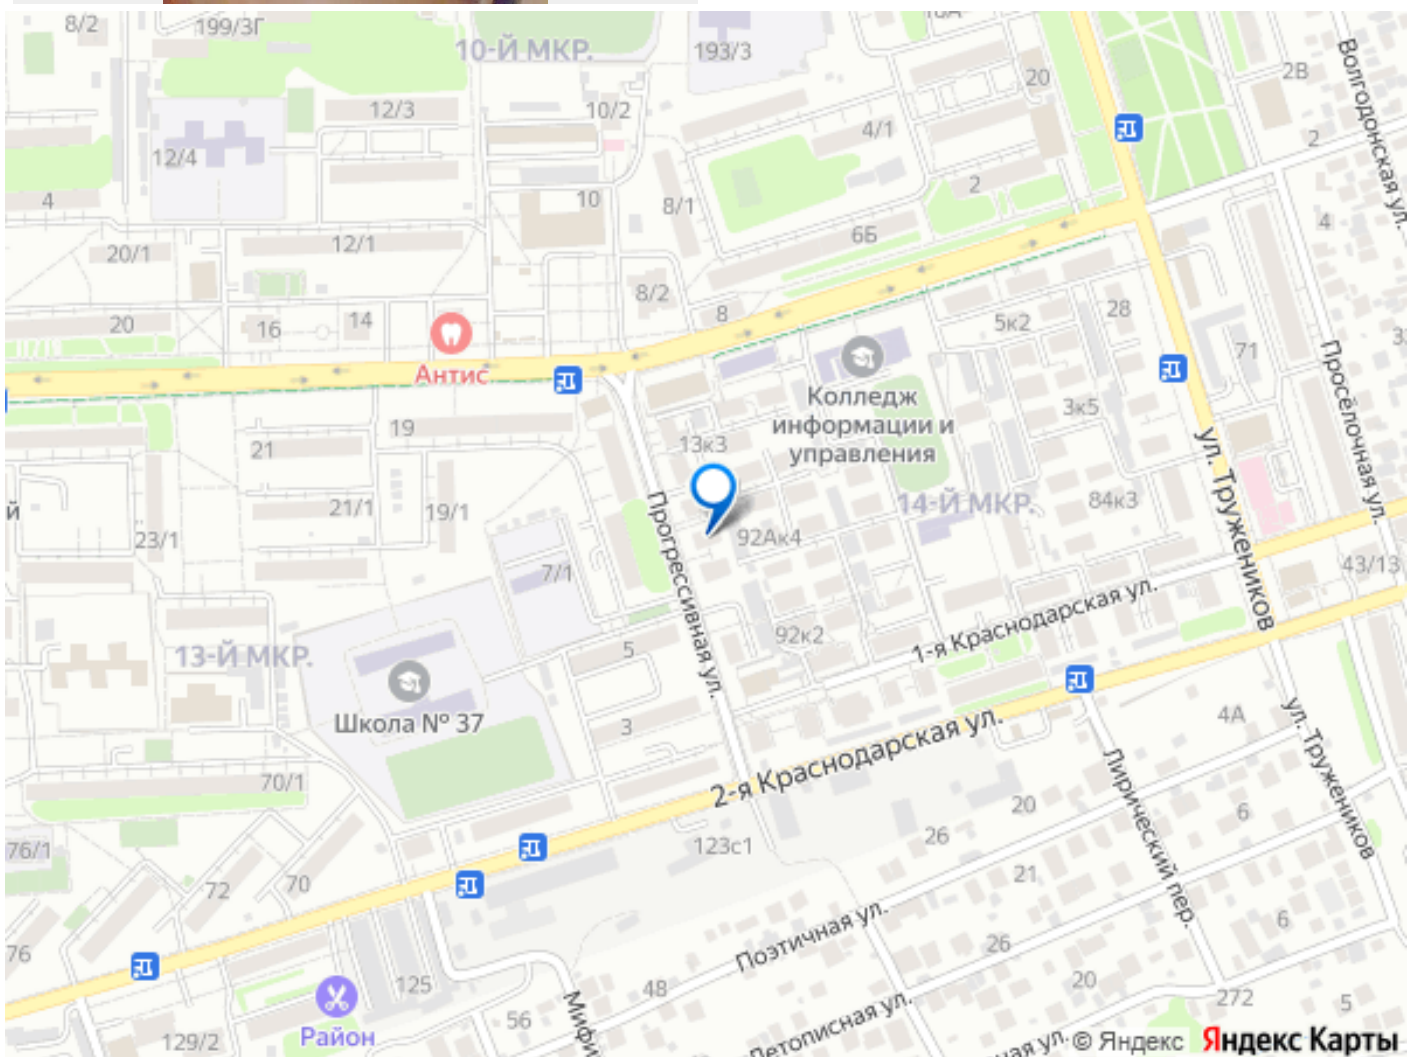 8/2
199/3Г
10-Й МКР.
193/3
20
2В
Волгодонская ул.
12/3
10/2
4/1
2
12/4
4
10
8/1
2
4
12/1
20/1
6Б
8/2
8
20
16
14
5к2
28
71
Антис
Просёлочная ул.
Колледж
информации и
управления
3к5
19
21
13к3
ул. Тружеников
й
21/1
19/1
Прогрессивная ул.
14-Й МКР.
84к3
23/1
92Ак4
7/1
43/13
1-я Краснодарская ул.
92к2
13-Й МКР.
5
Школа № 37
3
2-я Краснодарская ул.
4А
ул. Тружеников
70/1
Лирический пер.
20
6
76/1
123с1
26
72
70
21
6
Поэтичная ул.
26
76
125
48
20
272
5
Район
56
129/2
Летописная ул.
© Яндекс Яндекс Карты